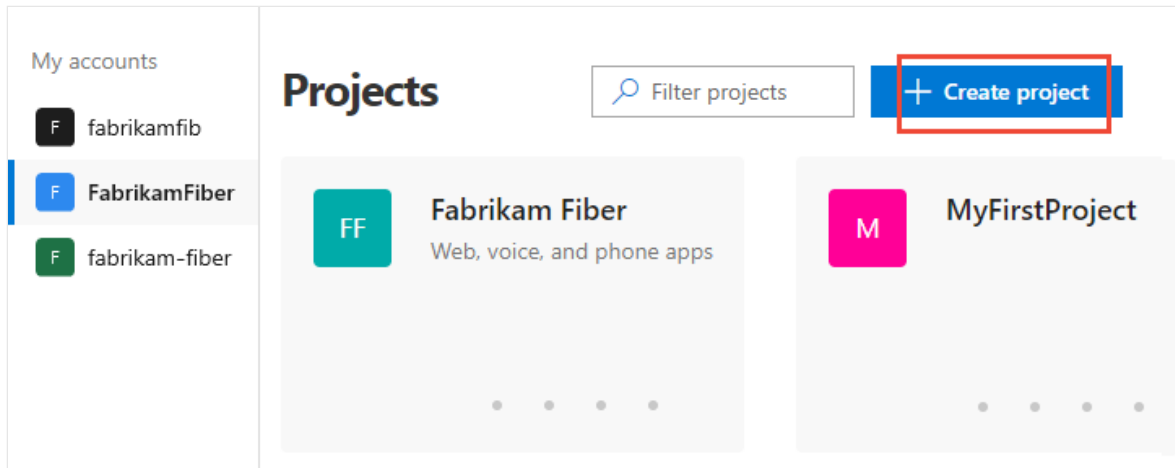 My accounts
F fabrikamfib
F FabrikamFiber
F fabrikam-fiber
Projects
Filter projects
+ Create project
FF
Fabrikam Fiber
Web, voice, and phone apps
M
MyFirstProject